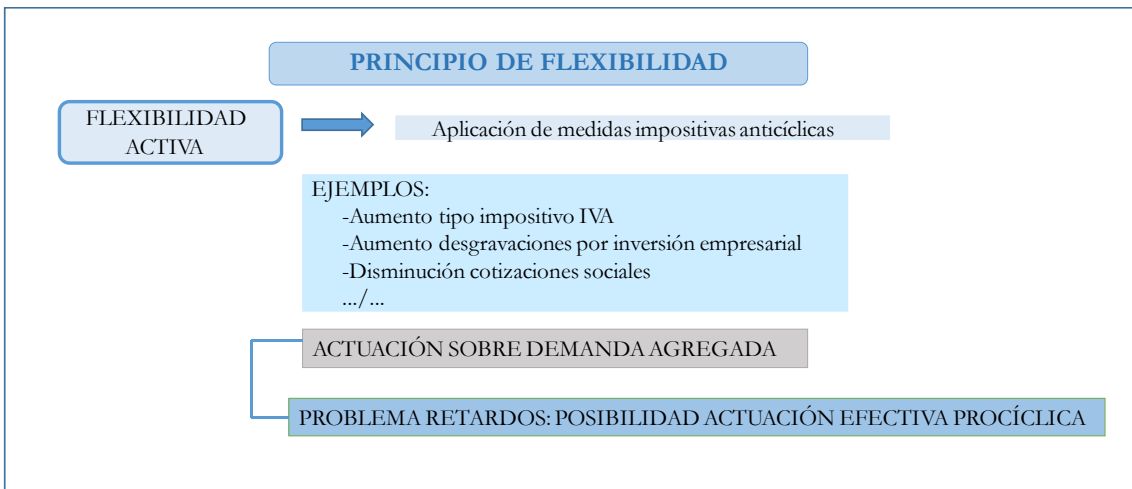 PRINCIPIO DE FLEXIBILIDAD
FLEXIBILIDAD
ACTIVA
Aplicación de medidas impositivas anticíclicas
EJEMPLOS:
-Aumento tipo impositivo IVA
-Aumento desgravaciones por inversión empresarial
-Disminución cotizaciones sociales
.../...
ACTUACIÓN SOBRE DEMANDA AGREGADA
PROBLEMA RETARDOS: POSIBILIDAD ACTUACIÓN EFECTIVA PROCÍCLICA